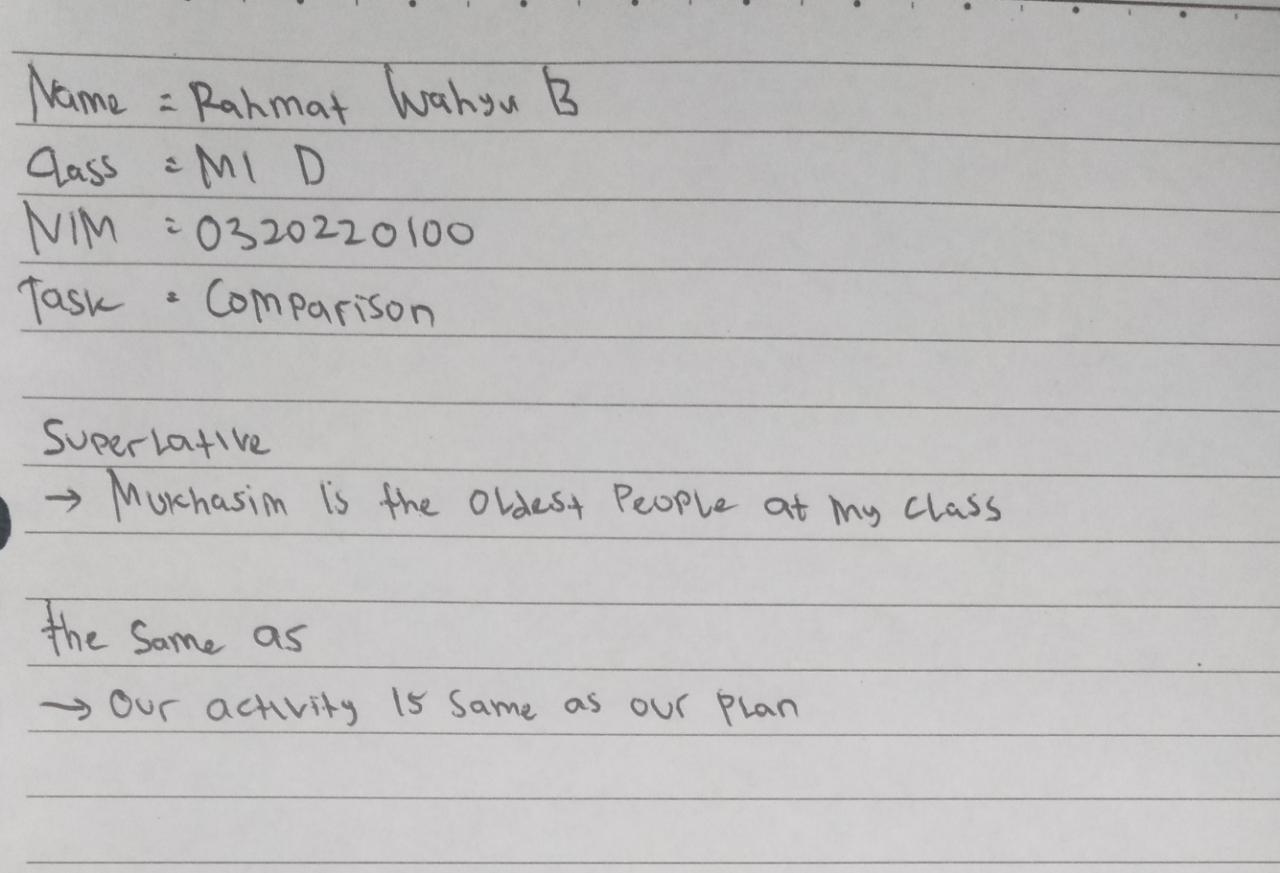 Name = Rahmat Wahyu B
Class = MI D
NIM = 0320220100
Task = Comparison
Superlative
→ Mukhasim is the oldest people at my class
the same as
→ Our activity is same as our plan